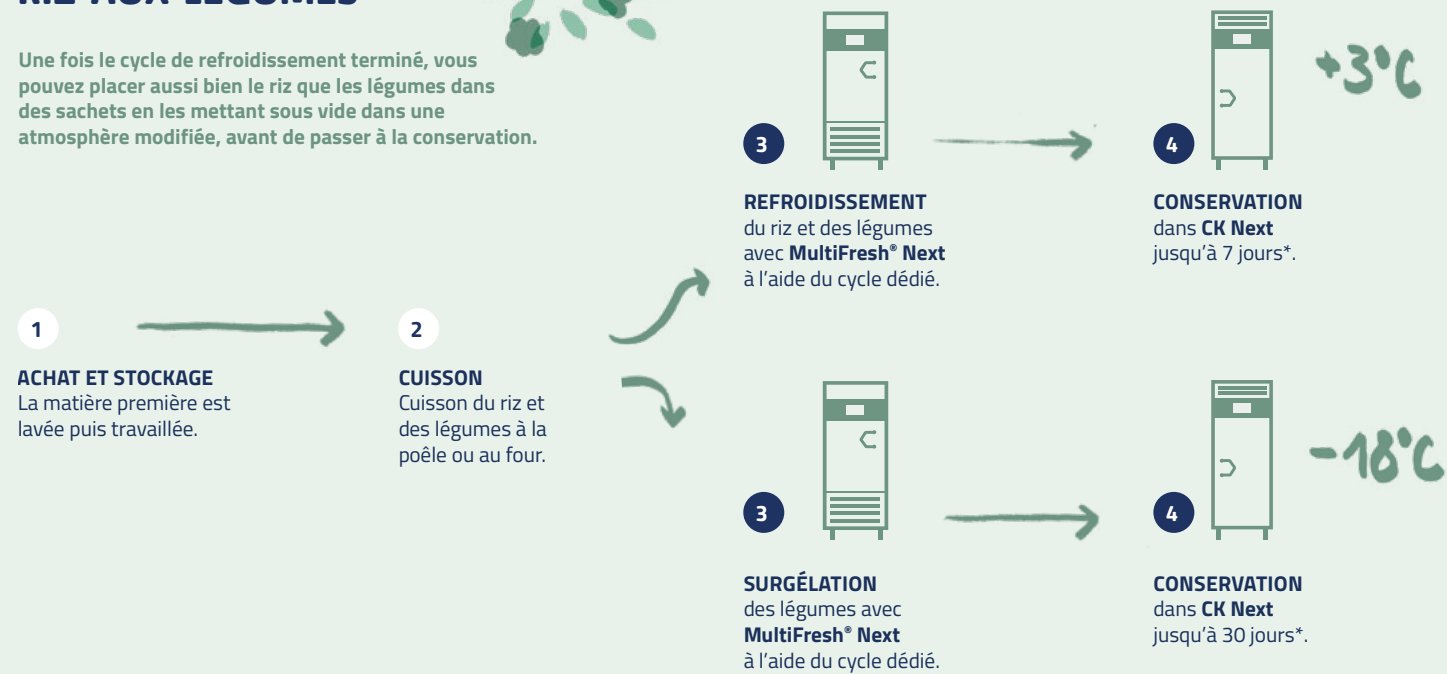 RIZ AUX LÉGUMES
Une fois le cycle de refroidissement terminé, vous
pouvez placer aussi bien le riz que les légumes dans
des sachets en les mettant sous vide dans une
atmosphère modifiée, avant de passer à la conservation.
1
ACHAT ET STOCKAGE
La matière première est
lavée puis travaillée.
2
CUISSON
Cuisson du riz et
des légumes à la
poêle ou au four.
3
REFROIDISSEMENT
du riz et des légumes
avec MultiFresh® Next
à l’aide du cycle dédié.
4
+3°C
CONSERVATION
dans CK Next
jusqu’à 7 jours*.
3
SURGÉLATION
des légumes avec
MultiFresh® Next
à l’aide du cycle dédié.
4
-18°C
CONSERVATION
dans CK Next
jusqu’à 30 jours*.